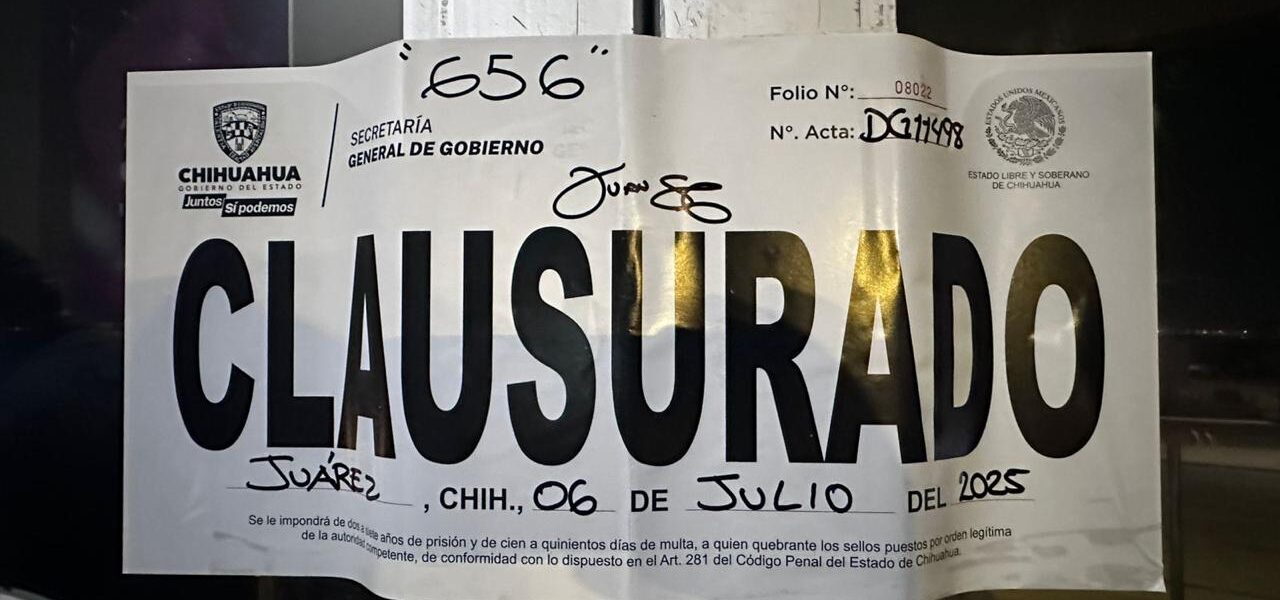 "656"
Folio N°: 08022
N°. Acta: DG11498
SECRETARÍA
GENERAL DE GOBIERNO
CHIHUAHUA
GOBIERNO DEL ESTADO
Juntos
Sí podemos
ESTADOS UNIDOS MEXICANOS
ESTADO LIBRE Y SOBERANO
DE CHIHUAHUA
Juan
CLAUSURADO
JUÁREZ, CHIH., 06 DE JULIO DEL 2025
Se le impondrá de dos a siete años de prisión y de cien a quinientos días de multa, a quien quebrante los sellos puestos por orden legítima
de la autoridad competente, de conformidad con lo dispuesto en el Art. 281 del Código Penal del Estado de Chihuahua.